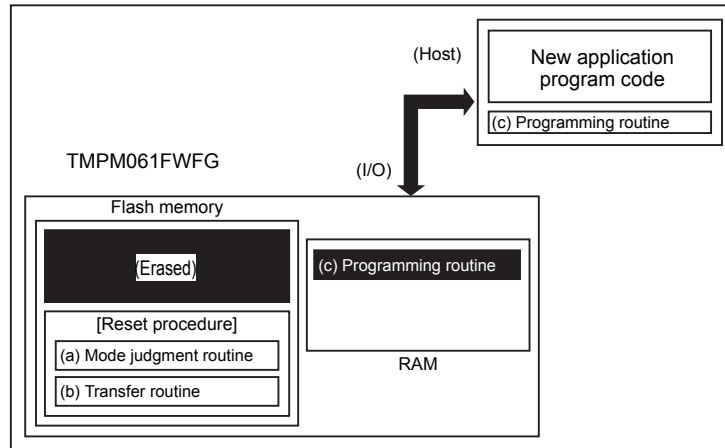 (Host)
New application
program code
(c) Programming routine
TMPM061FWFG
(I/O)
Flash memory
(Erased)
(c) Programming routine
[Reset procedure]
(a) Mode judgment routine
(b) Transfer routine
RAM